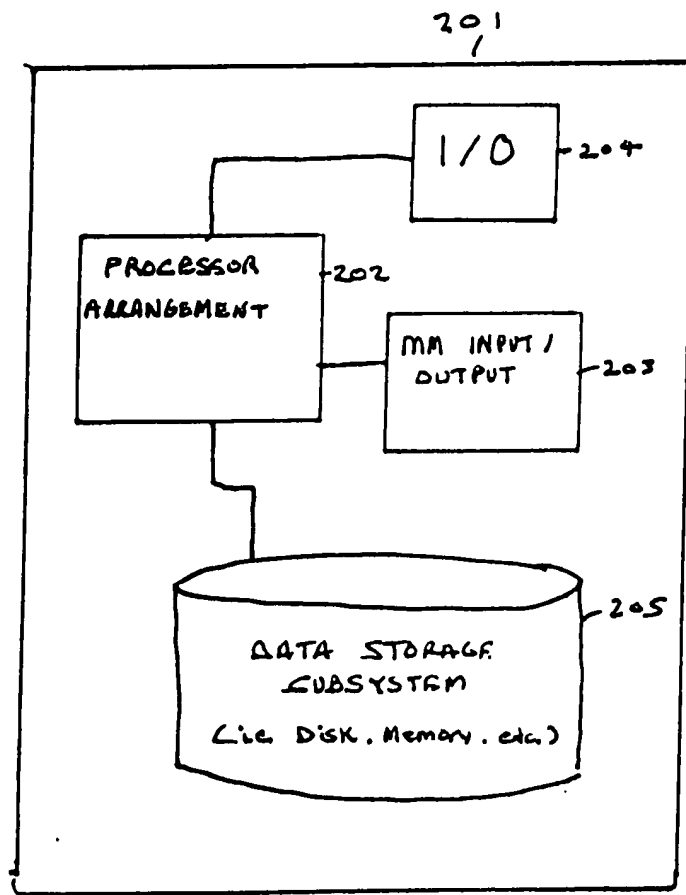 201
I/O
204
PROCESSOR
ARRANGEMENT
202
MM INPUT/
OUTPUT
203
DATA STORAGE
SUBSYSTEM
(i.e. Disk, Memory, etc.)
205